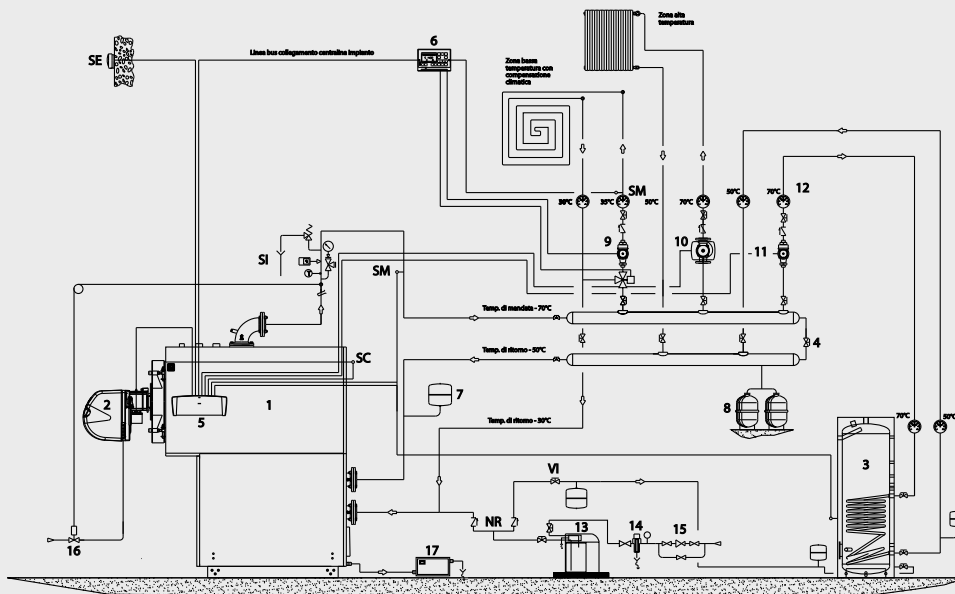 Zona alta
temperatura
6
SE
Linea bus collegamento centralina impianto
Zona bassa
temperatura con
compensazione
climatica
SM
50°C
70°C
12
30°C
35°C
50°C
70°C
9
10
11
SI
SM
Temp. di mandata - 70°C
4
Temp. di ritorno - 50°C
SC
7
2
5
1
8
Temp. di ritorno - 30°C
70°C
50°C
3
VI
NR
13
14
15
16
17